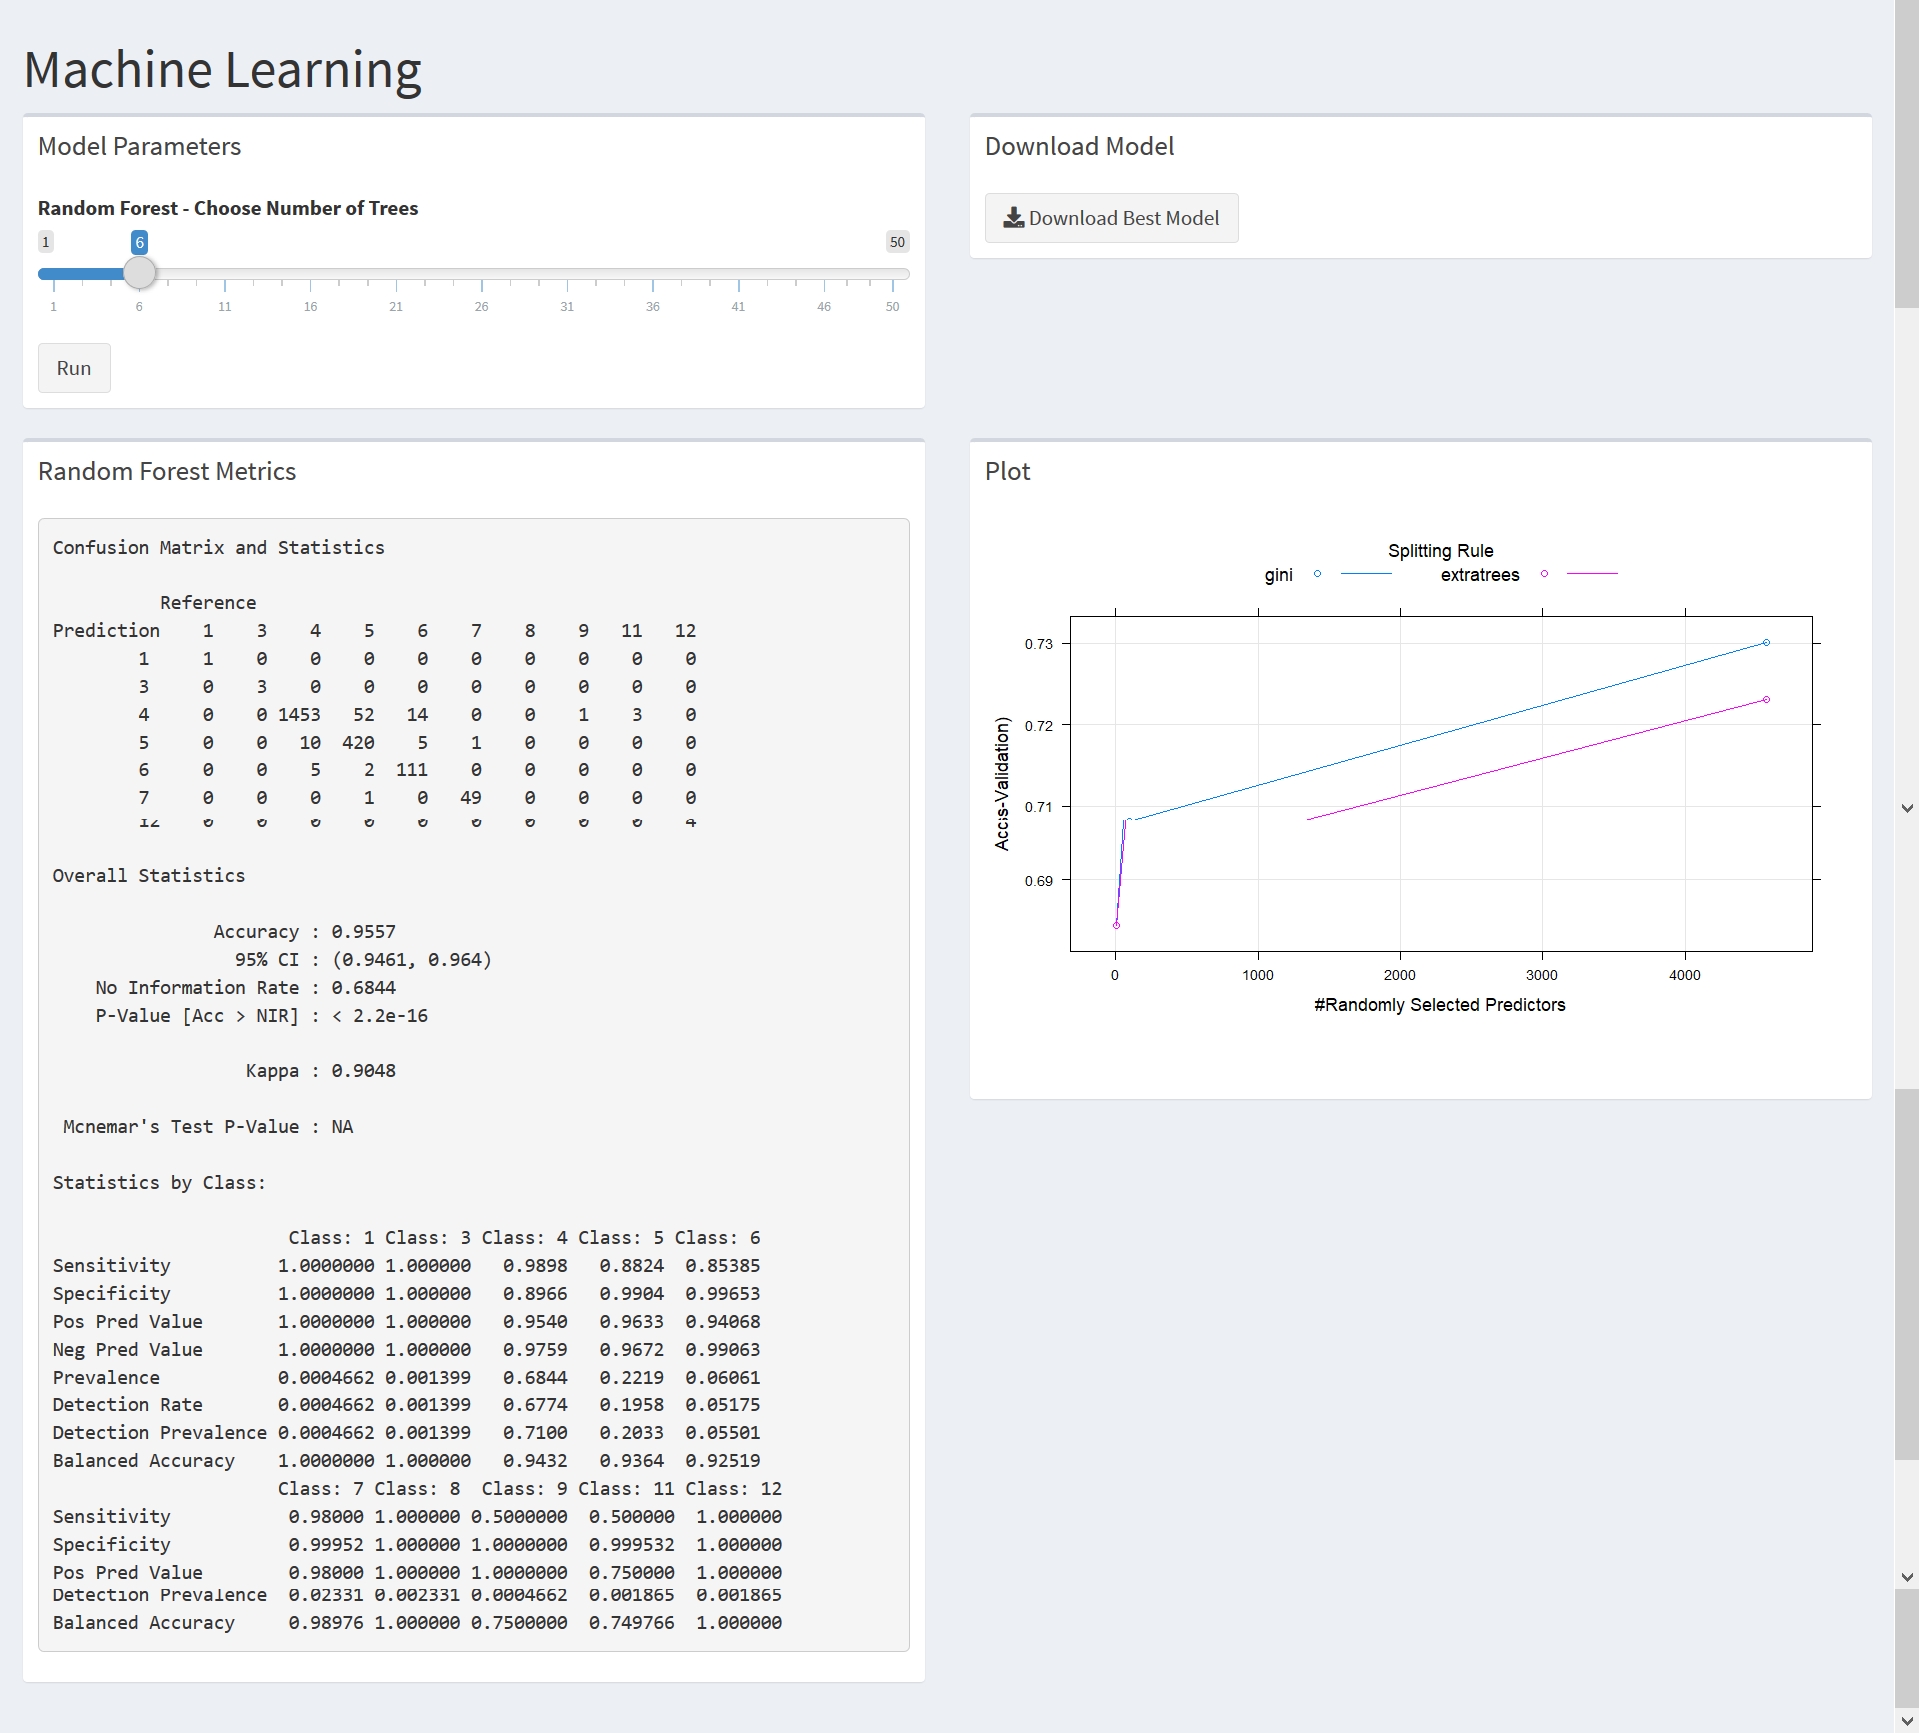 Machine Learning
Model Parameters
Random Forest - Choose Number of Trees
1 6 50
1 6 11 16 21 26 31 36 41 46 50
Run
Download Model
Download Best Model
Random Forest Metrics
Confusion Matrix and Statistics
Reference
Prediction 1 3 4 5 6 7 8 9 11 12
1 1 0 0 0 0 0 0 0 0 0
3 0 3 0 0 0 0 0 0 0 0
4 0 0 1453 52 14 0 0 1 3 0
5 0 0 10 420 5 1 0 0 0 0
6 0 0 5 2 111 0 0 0 0 0
7 0 0 0 1 0 49 0 0 0 0
12 0 0 0 0 0 0 0 0 0 4
Overall Statistics
Accuracy : 0.9557
95% CI : (0.9461, 0.964)
No Information Rate : 0.6844
P-Value [Acc > NIR] : < 2.2e-16
Kappa : 0.9048
Mcnemar's Test P-Value : NA
Statistics by Class:
Class: 1 Class: 3 Class: 4 Class: 5 Class: 6
Sensitivity 1.0000000 1.000000 0.9898 0.8824 0.85385
Specificity 1.0000000 1.000000 0.8966 0.9904 0.99653
Pos Pred Value 1.0000000 1.000000 0.9540 0.9633 0.94068
Neg Pred Value 1.0000000 1.000000 0.9759 0.9672 0.99063
Prevalence 0.0004662 0.001399 0.6844 0.2219 0.06061
Detection Rate 0.0004662 0.001399 0.6774 0.1958 0.05175
Detection Prevalence 0.0004662 0.001399 0.7100 0.2033 0.05501
Balanced Accuracy 1.0000000 1.000000 0.9432 0.9364 0.92519
Class: 7 Class: 8 Class: 9 Class: 11 Class: 12
Sensitivity 0.98000 1.000000 0.5000000 0.500000 1.000000
Specificity 0.99952 1.000000 1.0000000 0.999532 1.000000
Pos Pred Value 0.98000 1.000000 1.0000000 0.750000 1.000000
Detection Prevalence 0.02331 0.002331 0.0004662 0.001865 0.001865
Balanced Accuracy 0.98976 1.000000 0.7500000 0.749766 1.000000
Plot
Splitting Rule
gini extratrees
0.73
0.72
0.71
0.69
Accis-Validation)
0 1000 2000 3000 4000
#Randomly Selected Predictors